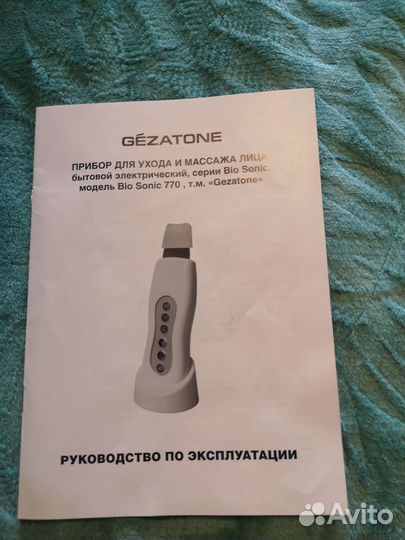 GÉZATONE
ПРИБОР ДЛЯ УХОДА И МАССАЖА ЛИЦА
бытовой электрический, серии Bio Sonic,
модель Bio Sonic 770 , т.м. «Gezatone»
РУКОВОДСТВО ПО ЭКСПЛУАТАЦИИ
Avito